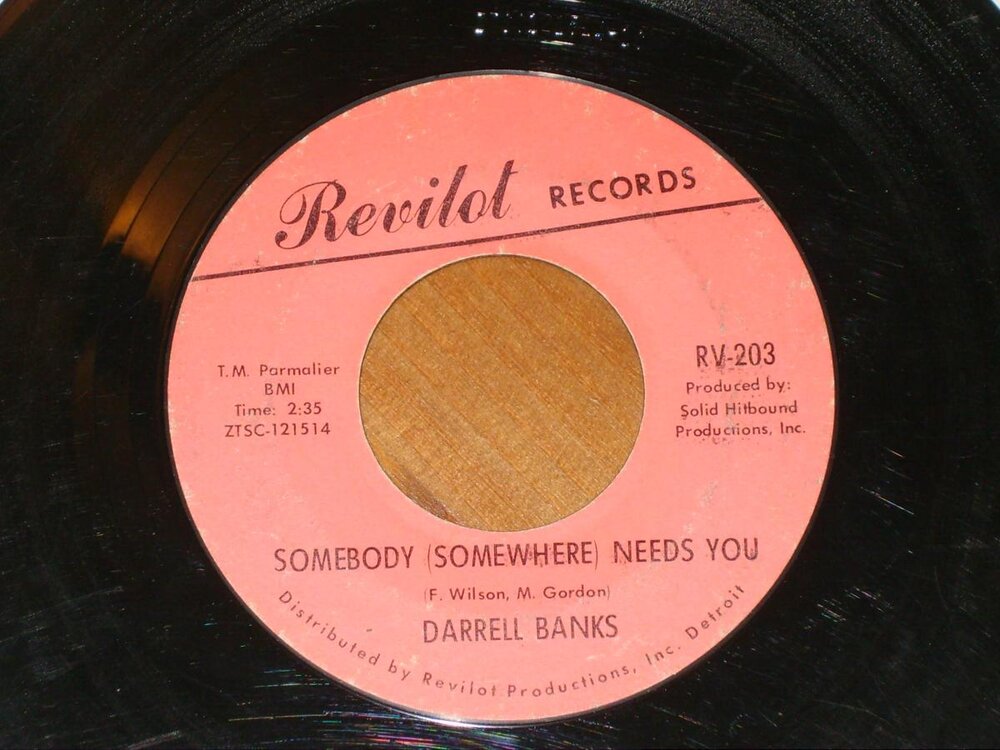 Revilot RECORDS
T.M. Parmalier
BMI
Time: 2:35
ZTSC-121514
RV-203
Produced by:
Solid Hitbound
Productions, Inc.
SOMEBODY (SOMEWHERE) NEEDS YOU
(F. Wilson, M. Gordon)
DARRELL BANKS
Distributed by Revilot Productions, Inc. Detroit